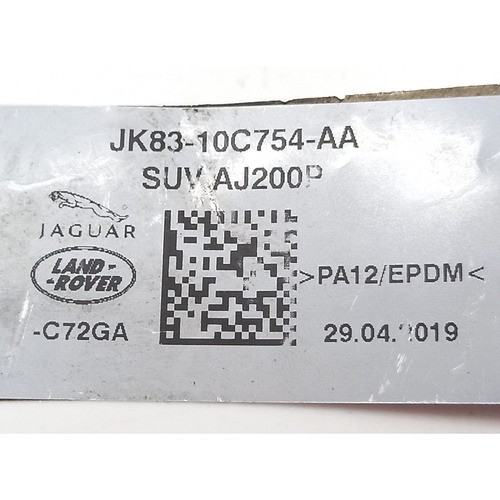 JK83-10C754-AA
SUV AJ200P
JAGUAR
LAND-
-ROVER
>PA12/EPDM<
-C72GA
29.04.2019